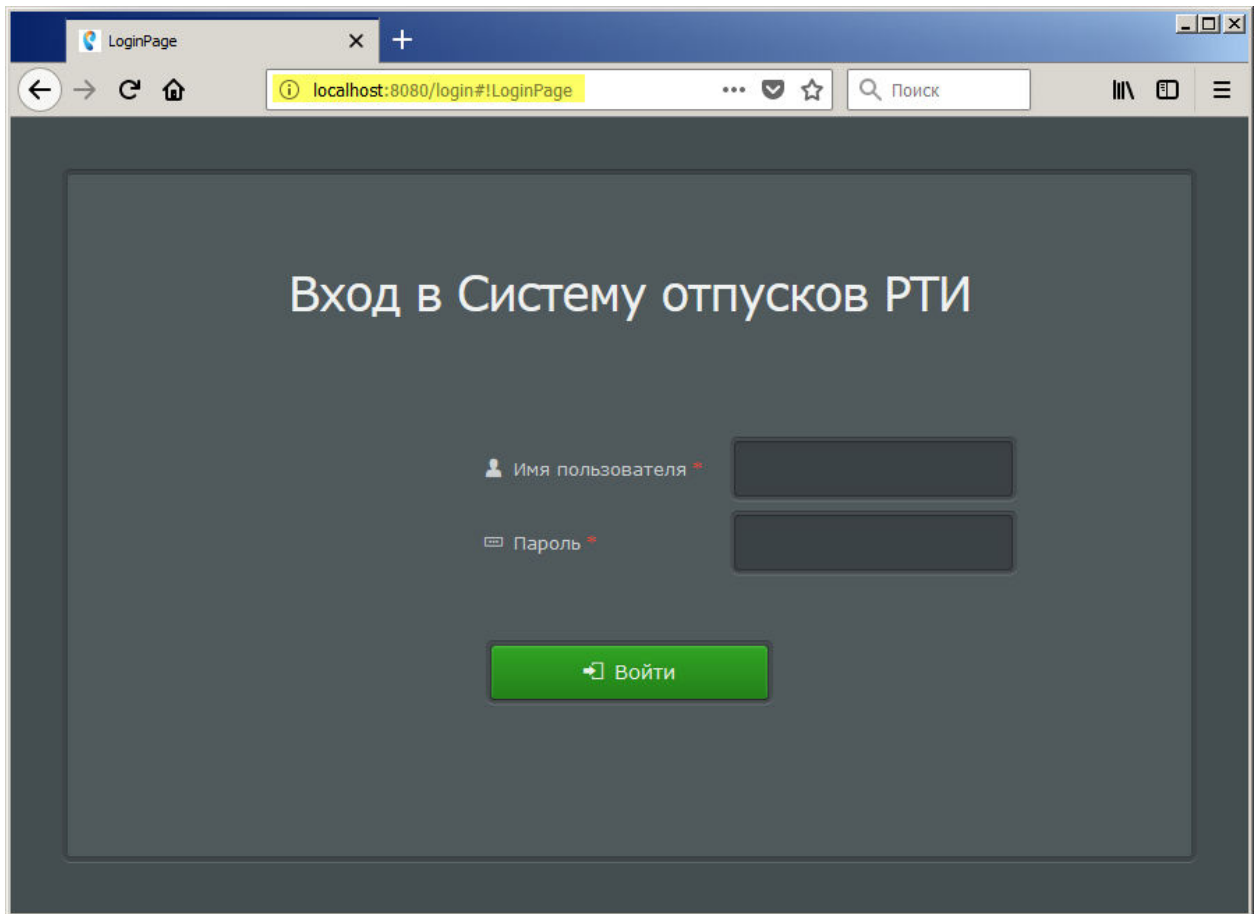 LoginPage
localhost:8080/login#!LoginPage
Поиск
Вход в Систему отпусков РТИ
Имя пользователя *
Пароль *
Войти